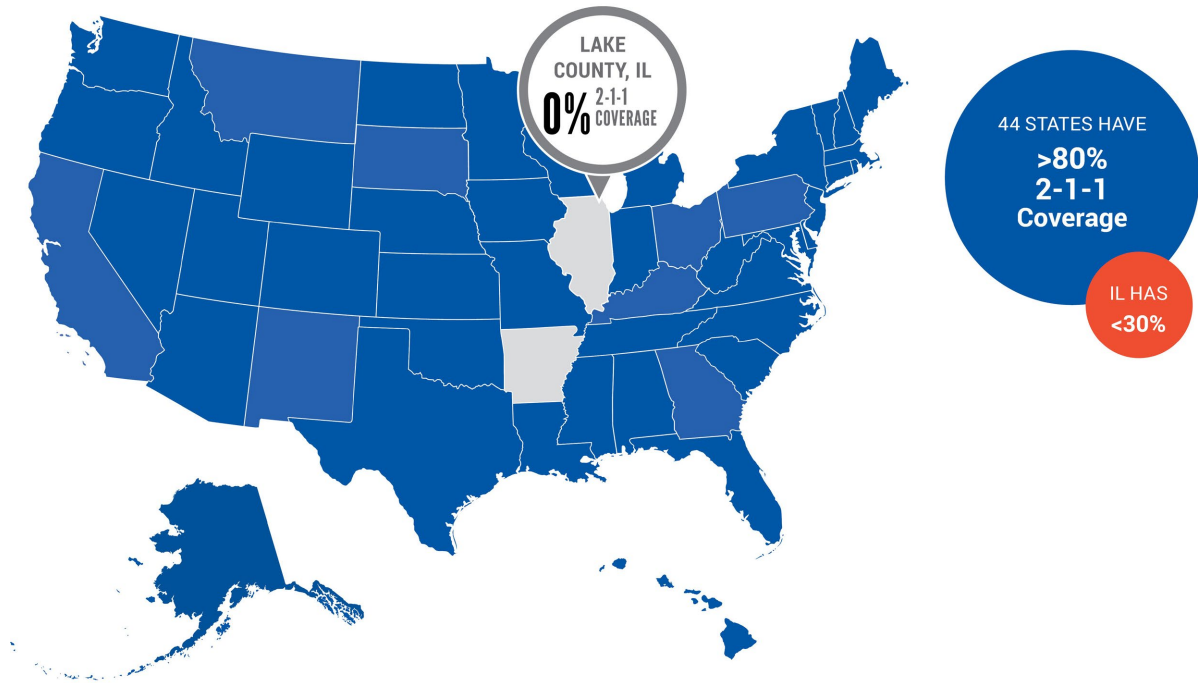 LAKE
COUNTY, IL
0% 2-1-1
COVERAGE
44 STATES HAVE
>80%
2-1-1
Coverage
IL HAS
<30%